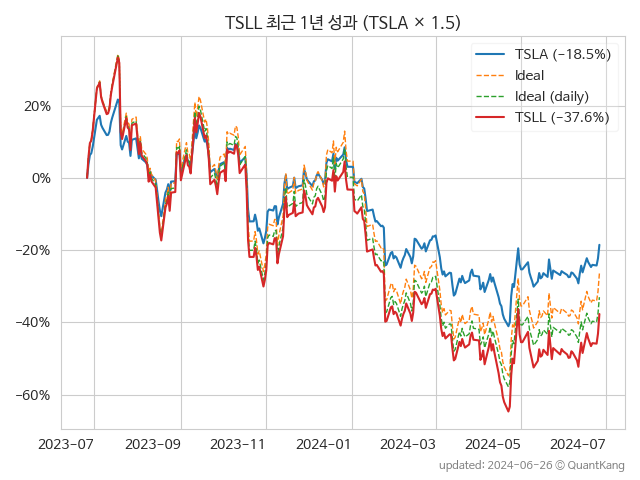 TSLL 최근 1년 성과 (TSLA × 1.5)
TSLA (−18.5%)
Ideal
Ideal (daily)
TSLL (−37.6%)
20%
0%
−20%
−40%
−60%
2023-07
2023-09
2023-11
2024-01
2024-03
2024-05
2024-07
updated: 2024-06-26 © QuantKang